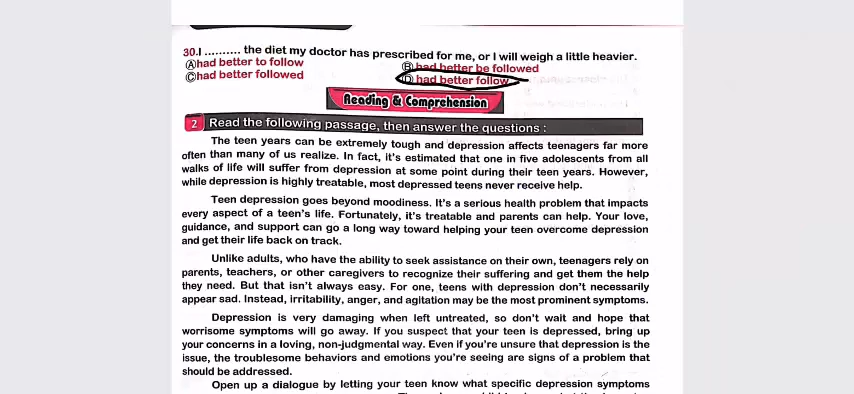 30.I .......... the diet my doctor has prescribed for me, or I will weigh a little heavier.
Ⓐhad better to follow Ⓑhad better be followed
Ⓒhad better followed Ⓓ had better follow
Reading & Comprehension
2 Read the following passage, then answer the questions :
The teen years can be extremely tough and depression affects teenagers far more
often than many of us realize. In fact, it's estimated that one in five adolescents from all
walks of life will suffer from depression at some point during their teen years. However,
while depression is highly treatable, most depressed teens never receive help.
Teen depression goes beyond moodiness. It's a serious health problem that impacts
every aspect of a teen's life. Fortunately, it's treatable and parents can help. Your love,
guidance, and support can go a long way toward helping your teen overcome depression
and get their life back on track.
Unlike adults, who have the ability to seek assistance on their own, teenagers rely on
parents, teachers, or other caregivers to recognize their suffering and get them the help
they need. But that isn't always easy. For one, teens with depression don't necessarily
appear sad. Instead, irritability, anger, and agitation may be the most prominent symptoms.
Depression is very damaging when left untreated, so don't wait and hope that
worrisome symptoms will go away. If you suspect that your teen is depressed, bring up
your concerns in a loving, non-judgmental way. Even if you're unsure that depression is the
issue, the troublesome behaviors and emotions you're seeing are signs of a problem that
should be addressed.
Open up a dialogue by letting your teen know what specific depression symptoms